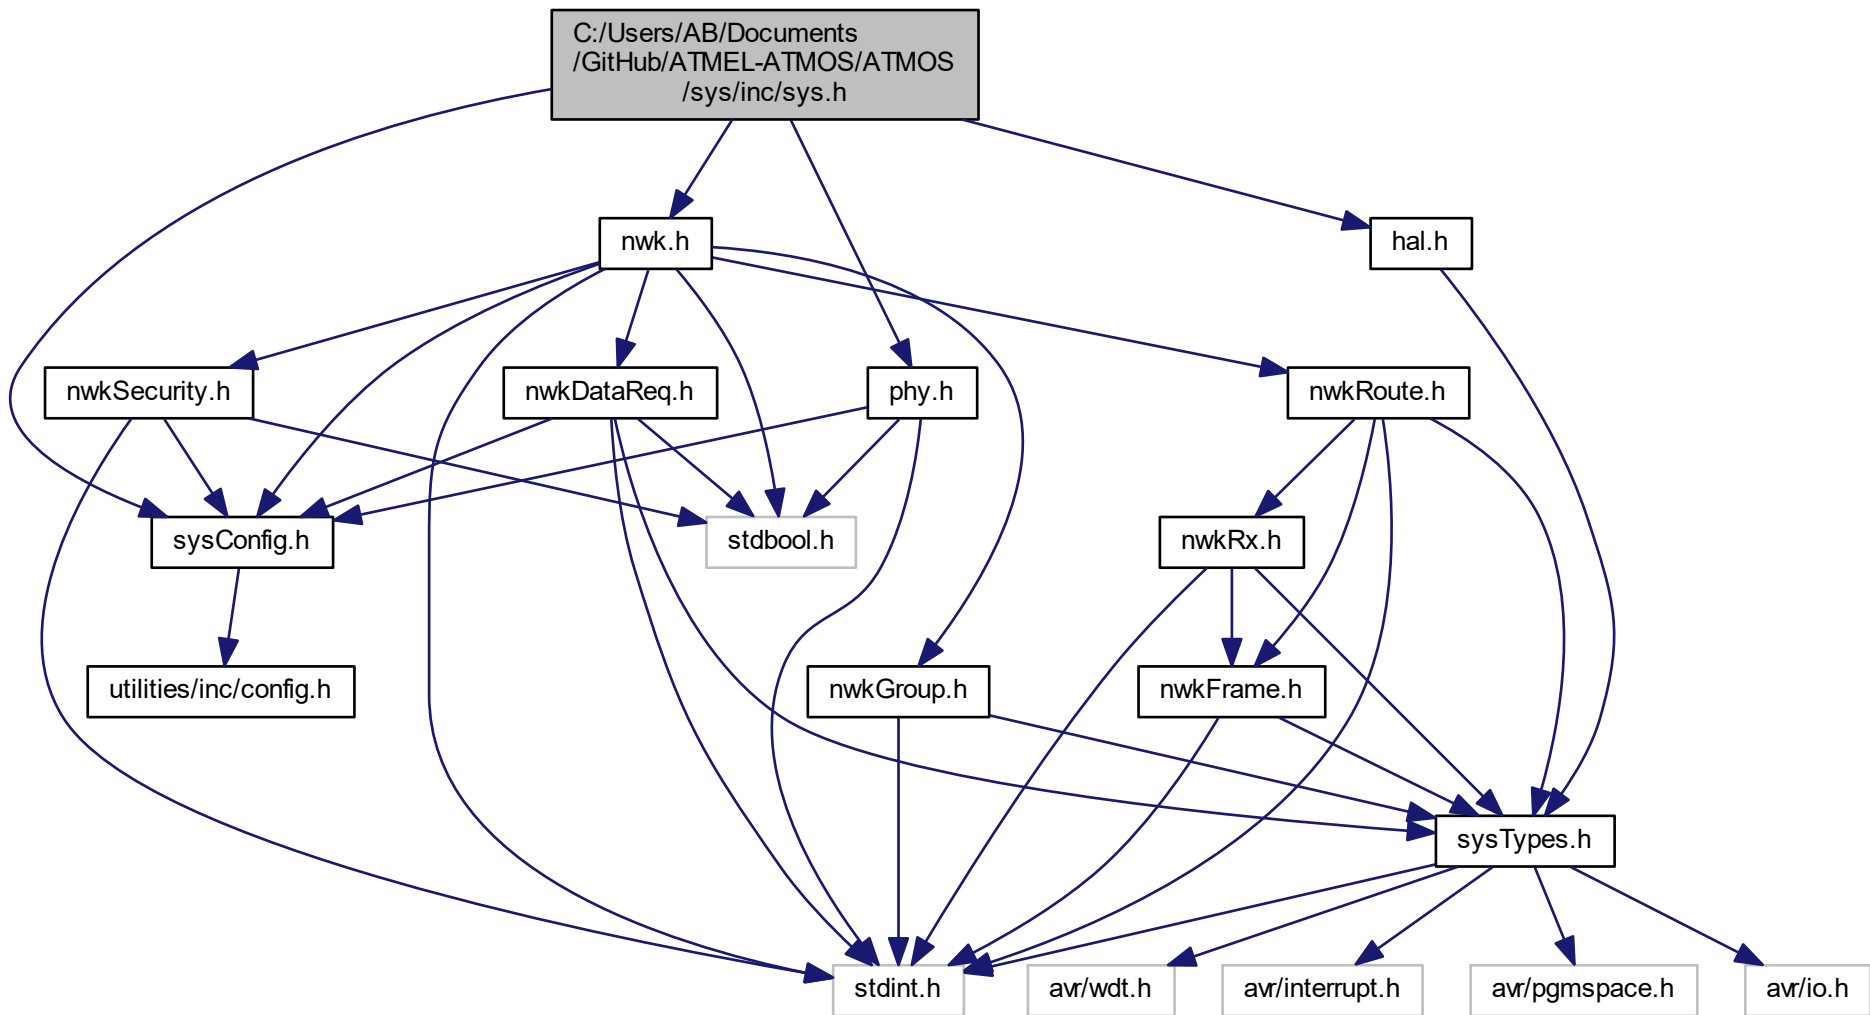 C:/Users/AB/Documents
/GitHub/ATMEL-ATMOS/ATMOS
/sys/inc/sys.h
nwk.h
hal.h
nwkSecurity.h
nwkDataReq.h
phy.h
nwkRoute.h
sysConfig.h
stdbool.h
nwkRx.h
utilities/inc/config.h
nwkGroup.h
nwkFrame.h
sysTypes.h
stdint.h
avr/wdt.h
avr/interrupt.h
avr/pgmspace.h
avr/io.h